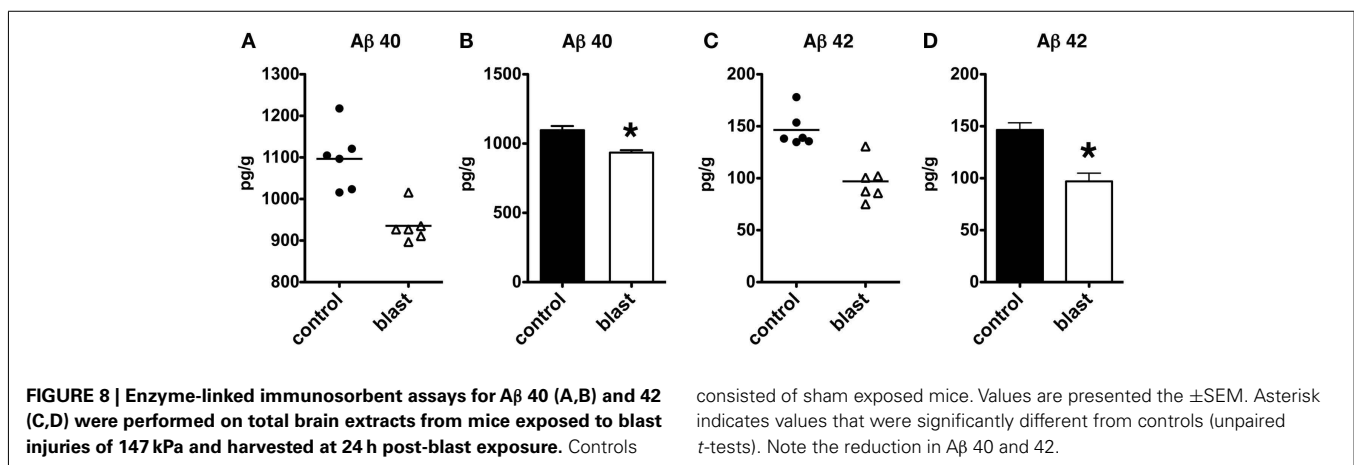 A Aβ 40 B Aβ 40 C Aβ 42 D Aβ 42
1300
1200
1100
1000
900
800
pg/g
control
blast
1500
1000
500
0
pg/g
control
blast
*
200
150
100
50
0
pg/g
control
blast
200
150
100
50
0
pg/g
control
blast
*
FIGURE 8 | Enzyme-linked immunosorbent assays for Aβ 40 (A,B) and 42
(C,D) were performed on total brain extracts from mice exposed to blast
injuries of 147 kPa and harvested at 24 h post-blast exposure. Controls
consisted of sham exposed mice. Values are presented the ±SEM. Asterisk
indicates values that were significantly different from controls (unpaired
t-tests). Note the reduction in Aβ 40 and 42.